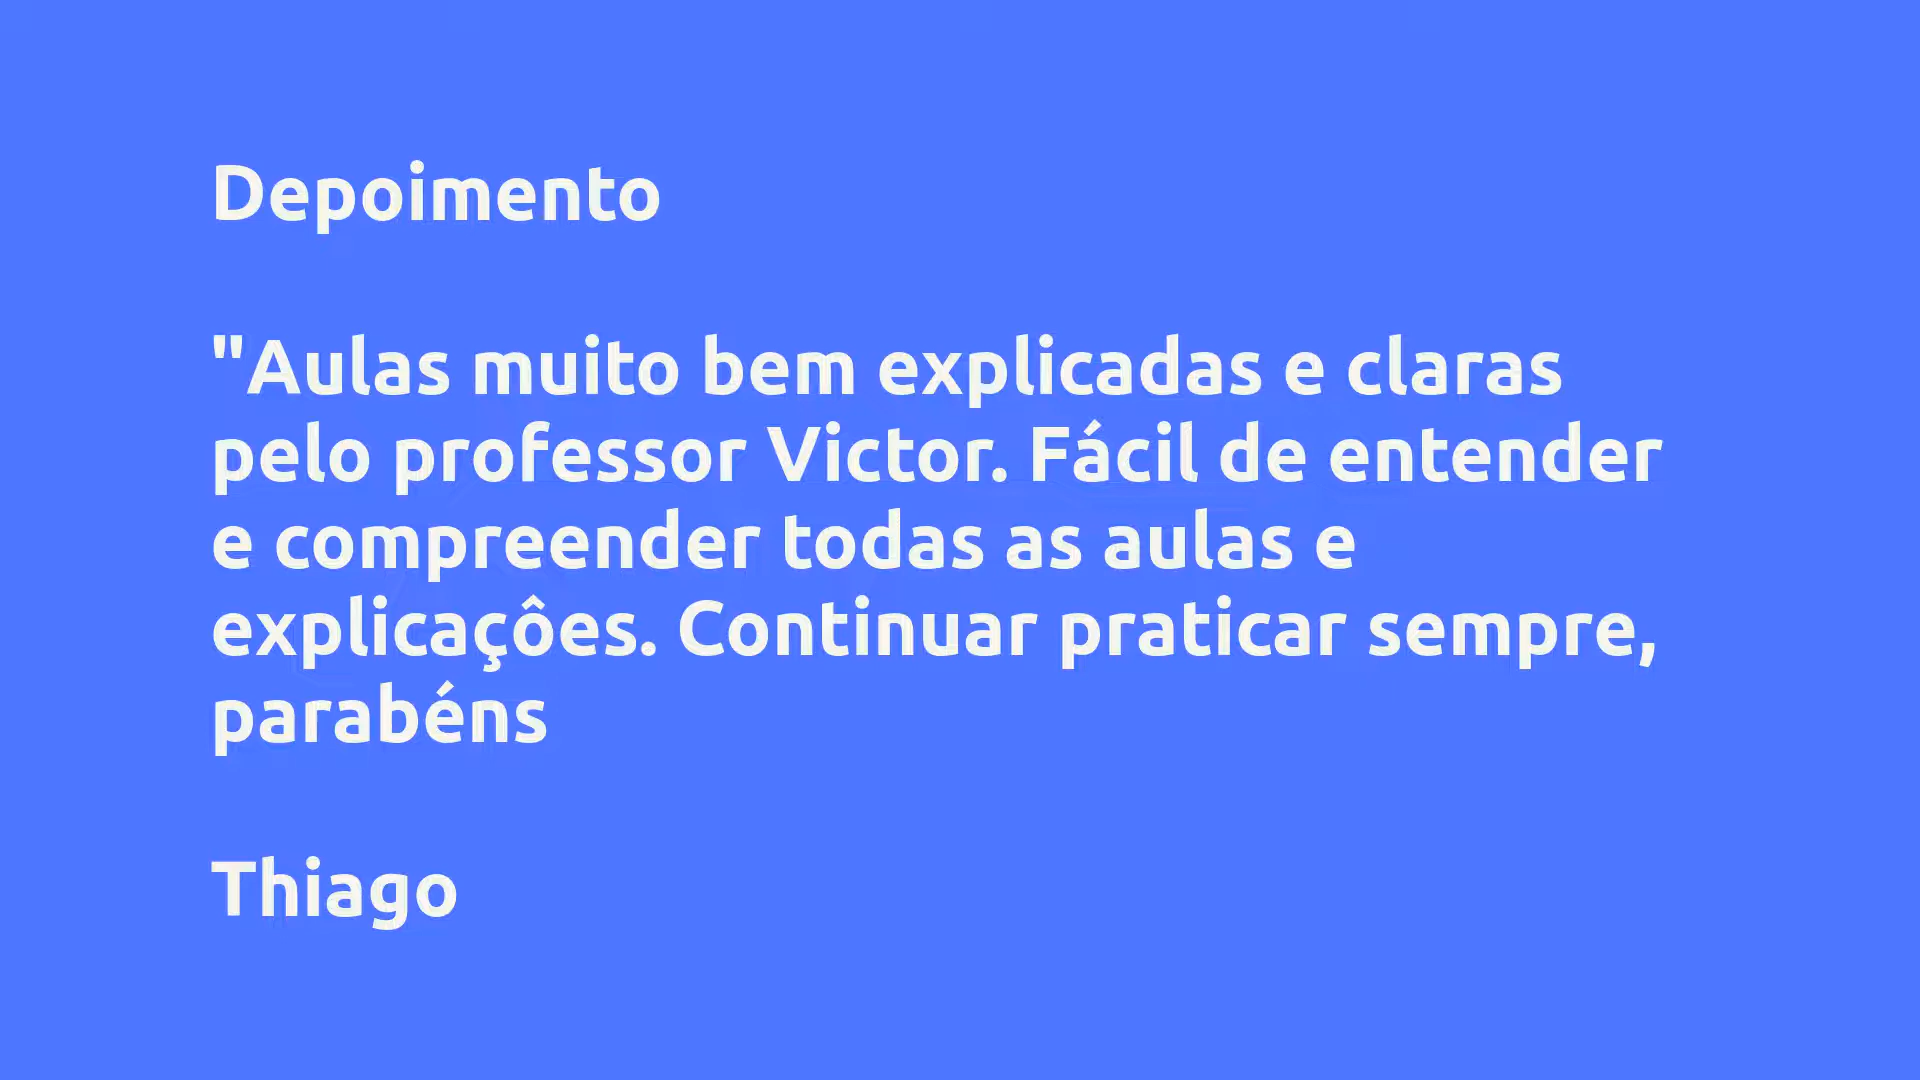 Depoimento
"Aulas muito bem explicadas e claras
pelo professor Victor. Fácil de entender
e compreender todas as aulas e
explicaçôes. Continuar praticar sempre,
parabéns
Thiago